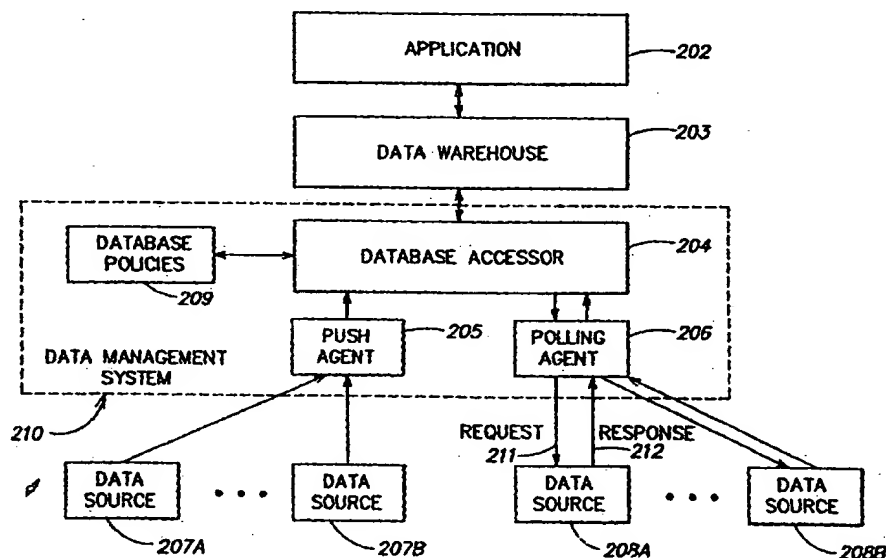 APPLICATION
202
DATA WAREHOUSE
203
DATABASE
POLICIES
209
DATABASE ACCESSOR
204
PUSH
AGENT
205
POLLING
AGENT
206
DATA MANAGEMENT
SYSTEM
210
REQUEST
211
RESPONSE
212
DATA
SOURCE
207A
DATA
SOURCE
207B
DATA
SOURCE
208A
DATA
SOURCE
208B